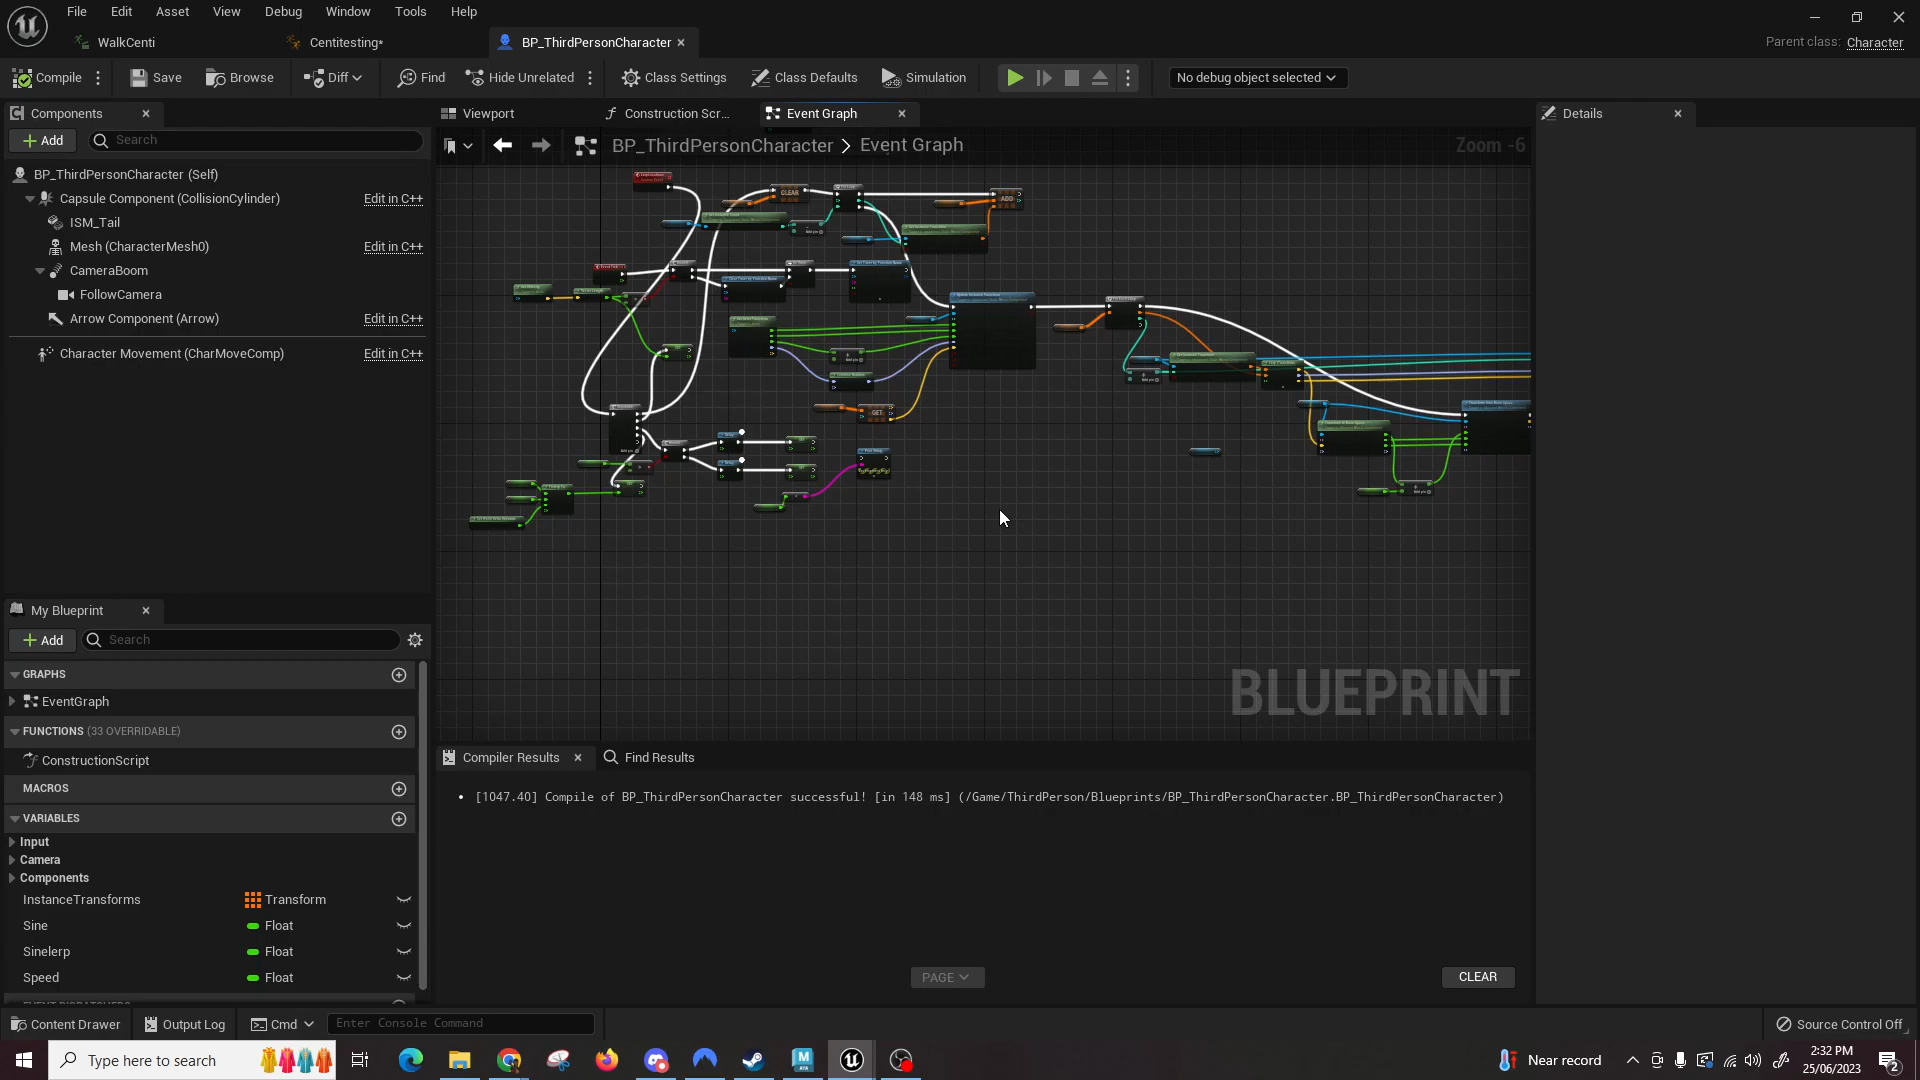 File Edit Asset View Debug Window Tools Help
WalkCenti Centitesting* BP_ThirdPersonCharacter
Parent class: Character
Compile Save Browse Diff Find Hide Unrelated Class Settings Class Defaults Simulation No debug object selected
Components
Viewport Construction Scr... Event Graph
Details
Add Search
BP_ThirdPersonCharacter > Event Graph
Zoom -6
BP_ThirdPersonCharacter (Self)
Capsule Component (CollisionCylinder) Edit in C++
ISM_Tail
Mesh (CharacterMesh0) Edit in C++
CameraBoom
FollowCamera
Arrow Component (Arrow) Edit in C++
Character Movement (CharMoveComp) Edit in C++
CLEAR
ADD
GET
BLUEPRINT
My Blueprint
Add Search
GRAPHS
EventGraph
FUNCTIONS (33 OVERRIDABLE)
ConstructionScript
MACROS
VARIABLES
Input
Camera
Components
InstanceTransforms Transform
Sine Float
Sinelerp Float
Speed Float
Compiler Results Find Results
• [1047.40] Compile of BP_ThirdPersonCharacter successful! [in 148 ms] (/Game/ThirdPerson/Blueprints/BP_ThirdPersonCharacter.BP_ThirdPersonCharacter)
PAGE
CLEAR
Content Drawer Output Log Cmd Enter Console Command
Source Control Off
Type here to search
Near record
2:32 PM
25/06/2023
2